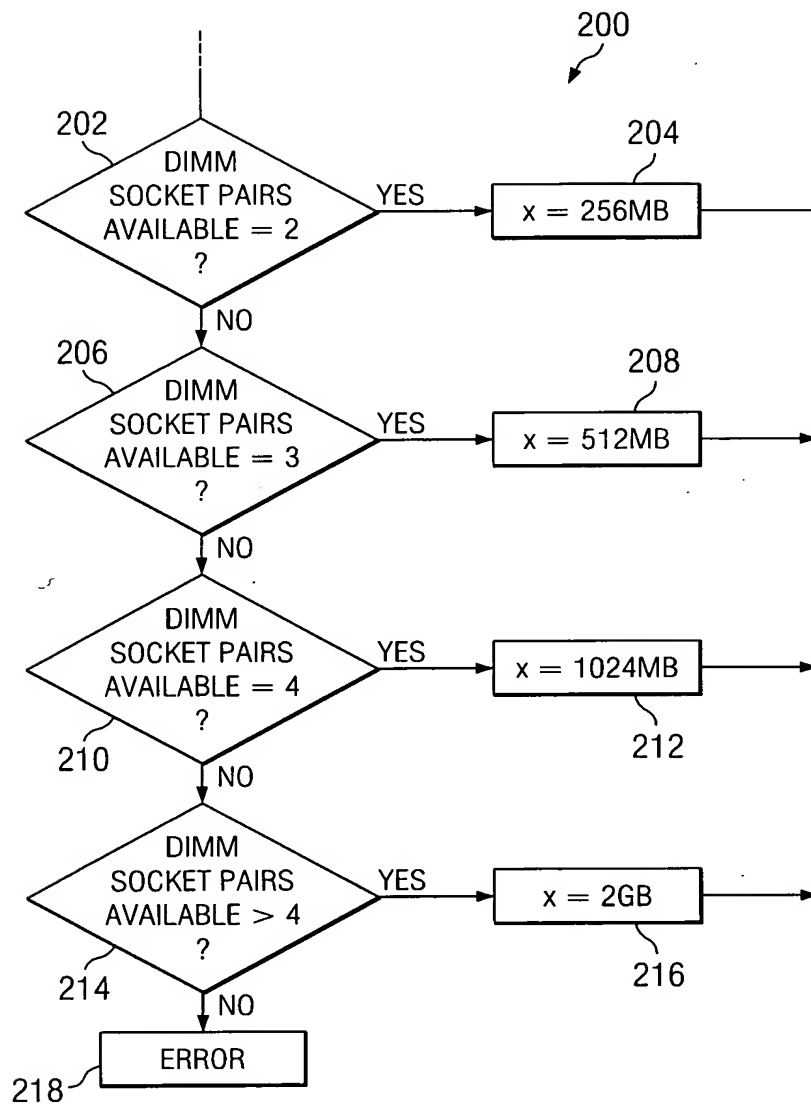 200
202
DIMM
SOCKET PAIRS
AVAILABLE = 2
?
YES
204
x = 256MB
NO
206
DIMM
SOCKET PAIRS
AVAILABLE = 3
?
YES
208
x = 512MB
NO
DIMM
SOCKET PAIRS
AVAILABLE = 4
?
210
YES
x = 1024MB
212
NO
DIMM
SOCKET PAIRS
AVAILABLE > 4
?
214
YES
x = 2GB
216
NO
ERROR
218